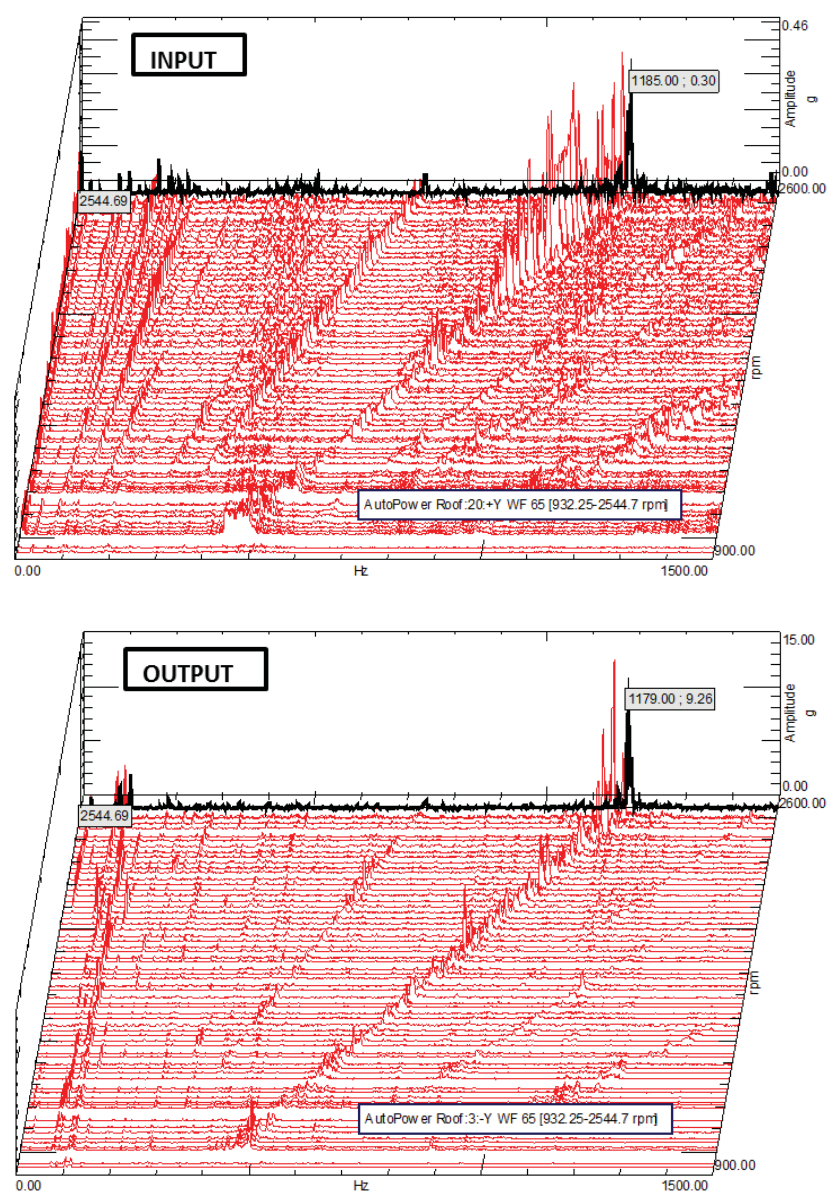 INPUT
0.46
1185.00 ; 0.30
Amplitude
g
0.00
2600.00
2544.69
rpm
AutoPower Roof:20:+Y WF 65 [932.25-2544.7 rpm]
900.00
0.00
Hz
1500.00
OUTPUT
15.00
1179.00 ; 9.26
Amplitude
g
0.00
2600.00
2544.69
rpm
AutoPower Roof:3:-Y WF 65 [932.25-2544.7 rpm]
900.00
0.00
Hz
1500.00